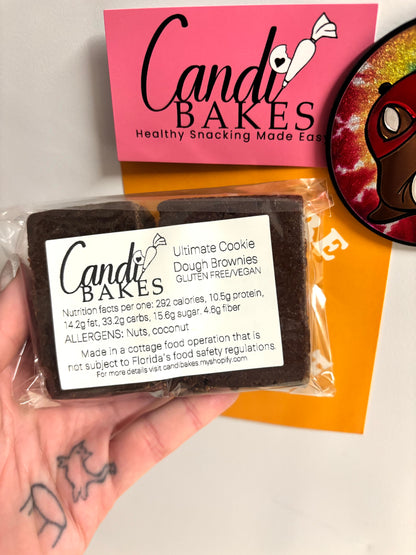 Candi
BAKES
Healthy Snacking Made Easy
Candi
BAKES
Ultimate Cookie
Dough Brownies
GLUTEN FREE/VEGAN
Nutrition facts per one: 292 calories, 10.5g protein,
14.2g fat, 33.2g carbs, 15.6g sugar. 4.6g fiber
ALLERGENS: Nuts, coconut
Made in a cottage food operation that is
not subject to Florida's food safety regulations.
For more details visit candibakes.myshopify.com